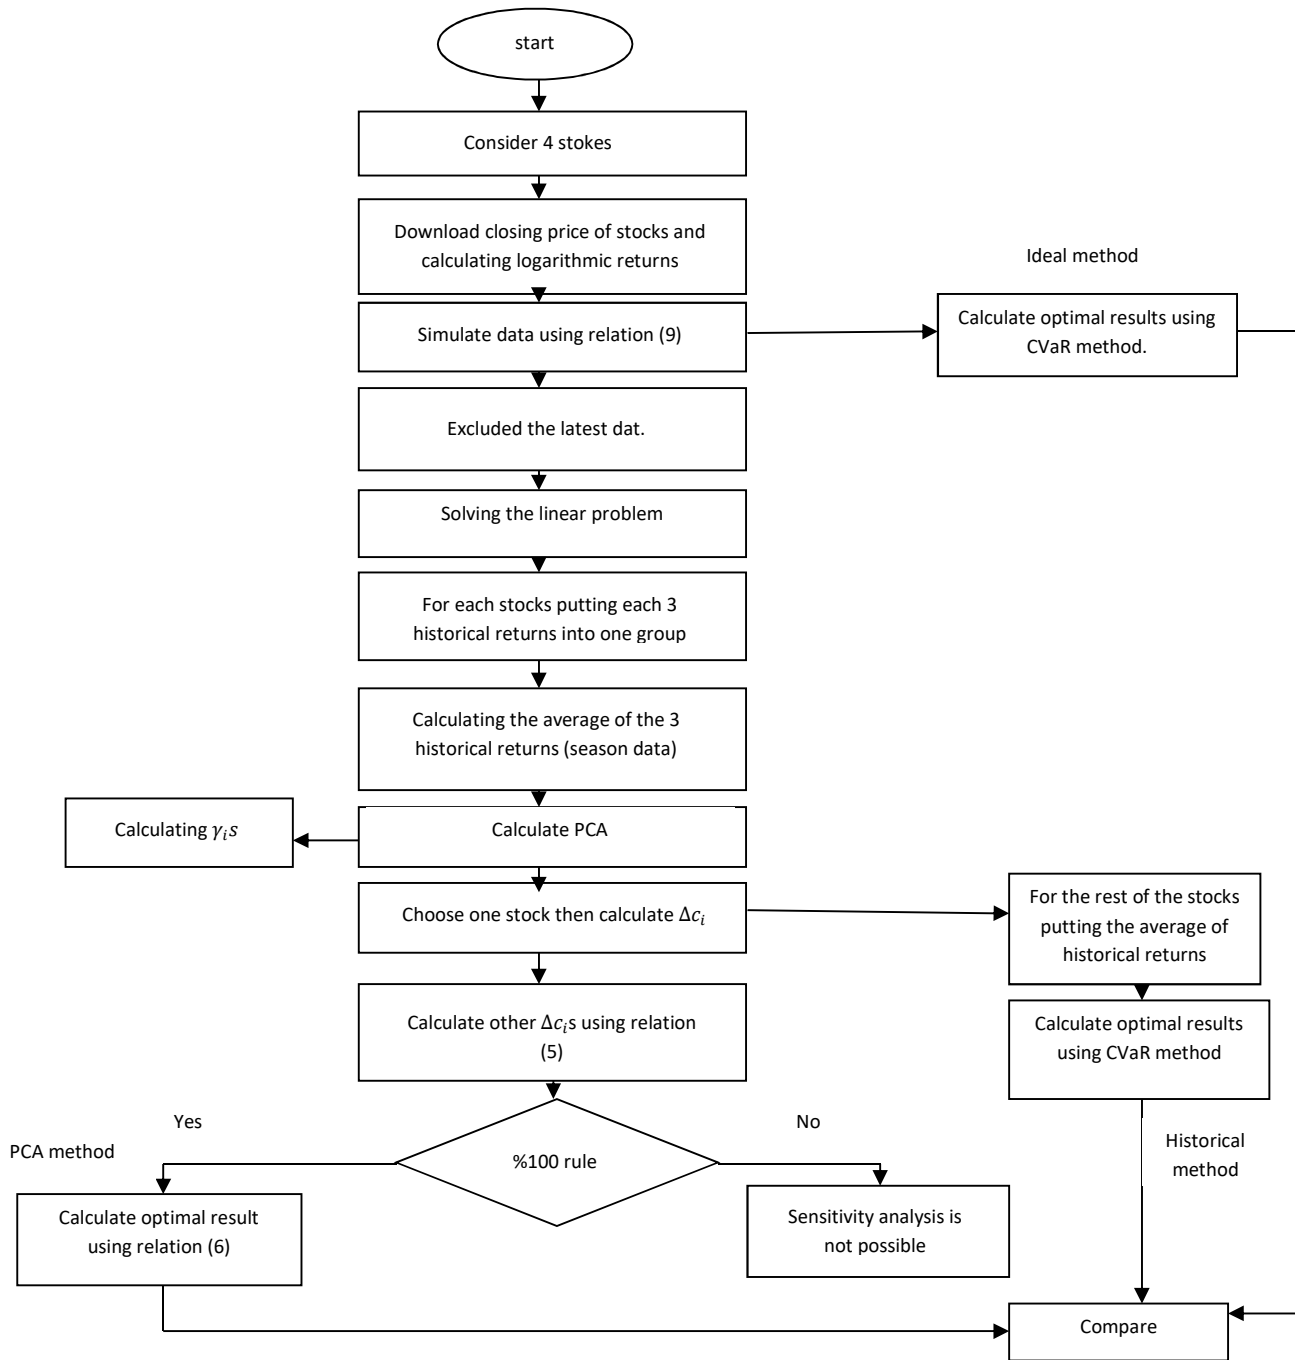 start
Consider 4 stokes
Download closing price of stocks and
calculating logarithmic returns
Ideal method
Simulate data using relation (9)
Calculate optimal results using
CVaR method.
Excluded the latest dat.
Solving the linear problem
For each stocks putting each 3
historical returns into one group
Calculating the average of the 3
historical returns (season data)
Calculating γᵢs
Calculate PCA
Choose one stock then calculate Δcᵢ
For the rest of the stocks
putting the average of
historical returns
Calculate other Δcᵢs using relation
(5)
Calculate optimal results
using CVaR method
Yes
No
PCA method
%100 rule
Historical
method
Calculate optimal result
using relation (6)
Sensitivity analysis is
not possible
Compare